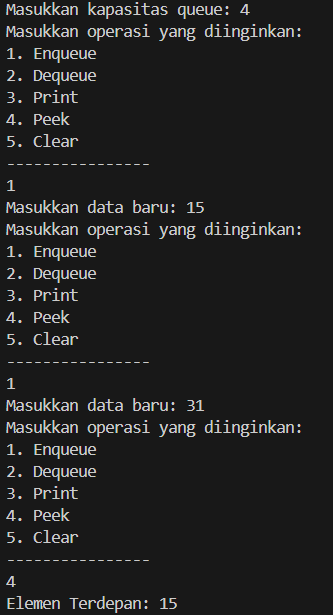 Masukkan kapasitas queue: 4
Masukkan operasi yang diinginkan:
1. Enqueue
2. Dequeue
3. Print
4. Peek
5. Clear
----------------
1
Masukkan data baru: 15
Masukkan operasi yang diinginkan:
1. Enqueue
2. Dequeue
3. Print
4. Peek
5. Clear
----------------
1
Masukkan data baru: 31
Masukkan operasi yang diinginkan:
1. Enqueue
2. Dequeue
3. Print
4. Peek
5. Clear
----------------
4
Elemen Terdepan: 15